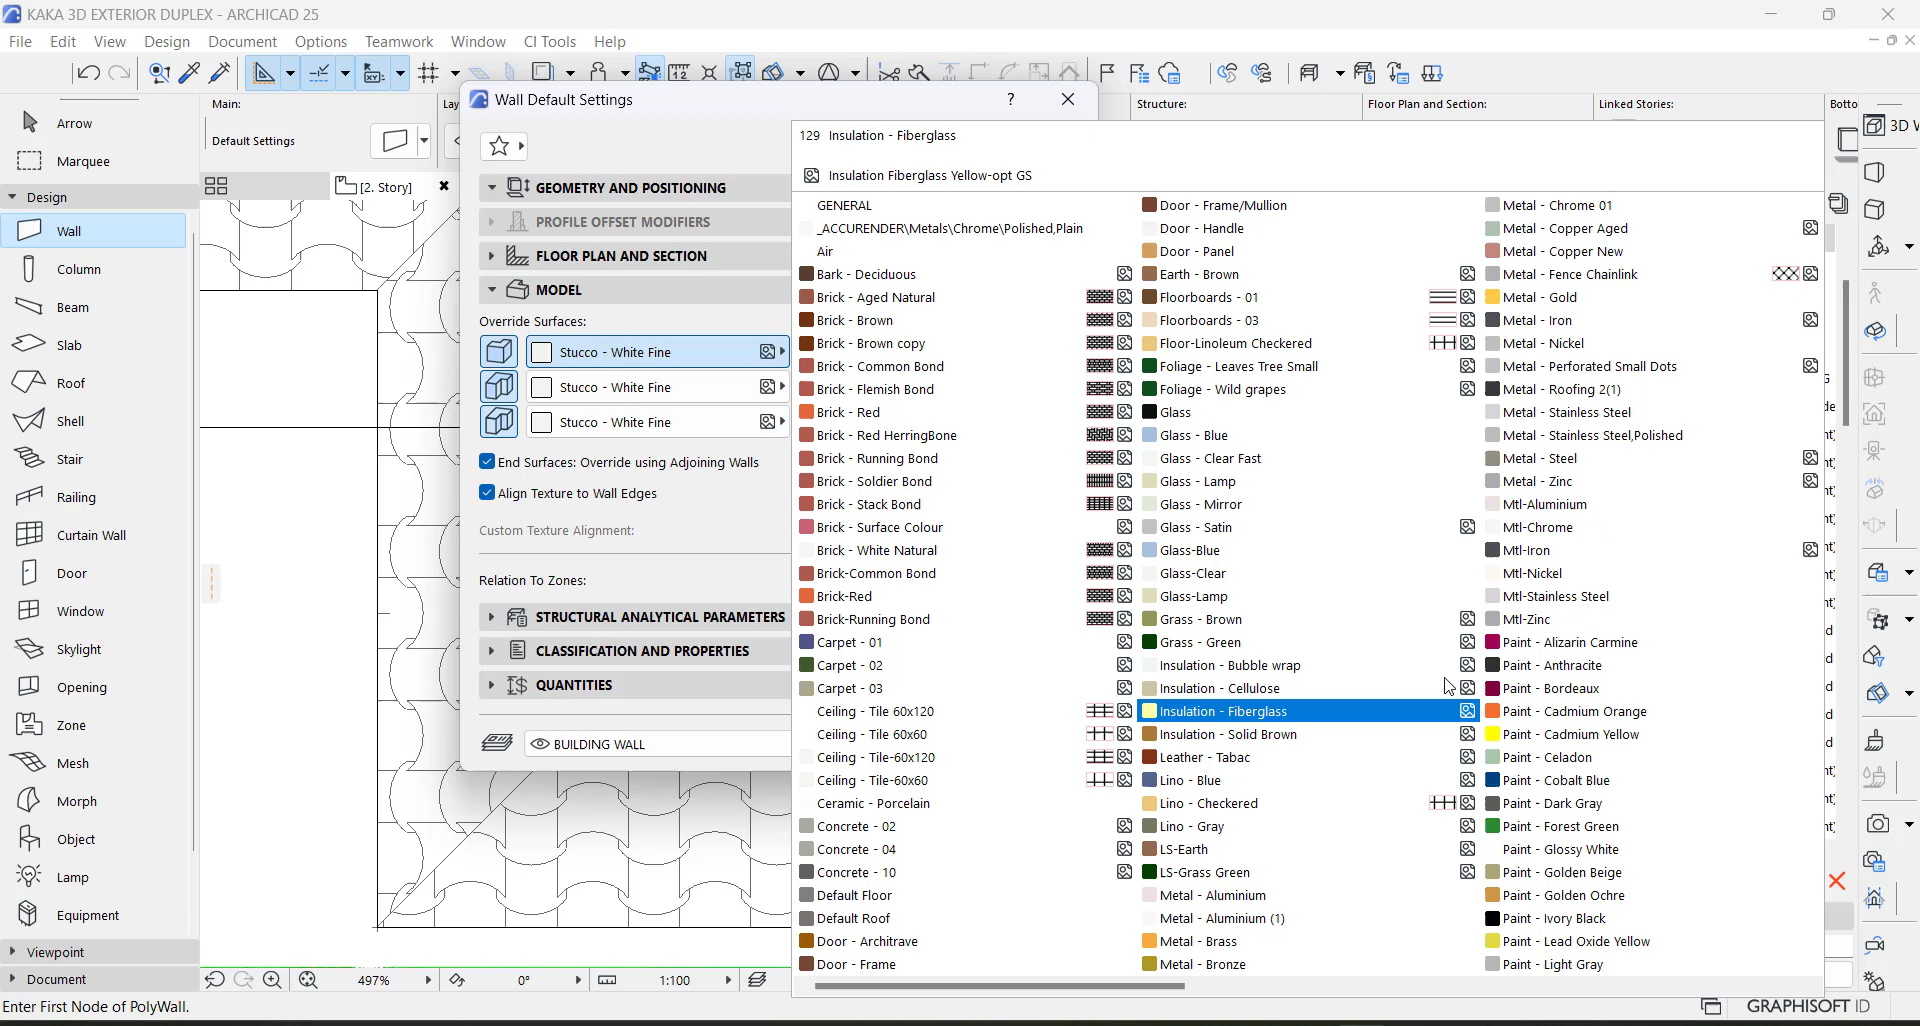 KAKA 3D EXTERIOR DUPLEX - ARCHICAD 25
File Edit View Design Document Options Teamwork Window CI Tools Help
Main:
Default Settings
Lay
Structure:
Floor Plan and Section:
Linked Stories:
Botto
3D W
Arrow
Marquee
Design
Wall
Column
Beam
Slab
Roof
Shell
Stair
Railing
Curtain Wall
Door
Window
Skylight
Opening
Zone
Mesh
Morph
Object
Lamp
Equipment
Viewpoint
Document
[2. Story]
Wall Default Settings
?
GEOMETRY AND POSITIONING
PROFILE OFFSET MODIFIERS
FLOOR PLAN AND SECTION
MODEL
Override Surfaces:
Stucco - White Fine
Stucco - White Fine
Stucco - White Fine
End Surfaces: Override using Adjoining Walls
Align Texture to Wall Edges
Custom Texture Alignment:
Relation To Zones:
STRUCTURAL ANALYTICAL PARAMETERS
CLASSIFICATION AND PROPERTIES
QUANTITIES
BUILDING WALL
129 Insulation - Fiberglass
Insulation Fiberglass Yellow-opt GS
GENERAL
_ACCURENDER\Metals\Chrome\Polished,Plain
Air
Bark - Deciduous
Brick - Aged Natural
Brick - Brown
Brick - Brown copy
Brick - Common Bond
Brick - Flemish Bond
Brick - Red
Brick - Red HerringBone
Brick - Running Bond
Brick - Soldier Bond
Brick - Stack Bond
Brick - Surface Colour
Brick - White Natural
Brick-Common Bond
Brick-Red
Brick-Running Bond
Carpet - 01
Carpet - 02
Carpet - 03
Ceiling - Tile 60x120
Ceiling - Tile 60x60
Ceiling - Tile-60x120
Ceiling - Tile-60x60
Ceramic - Porcelain
Concrete - 02
Concrete - 04
Concrete - 10
Default Floor
Default Roof
Door - Architrave
Door - Frame
Door - Frame/Mullion
Door - Handle
Door - Panel
Earth - Brown
Floorboards - 01
Floorboards - 03
Floor-Linoleum Checkered
Foliage - Leaves Tree Small
Foliage - Wild grapes
Glass
Glass - Blue
Glass - Clear Fast
Glass - Lamp
Glass - Mirror
Glass - Satin
Glass-Blue
Glass-Clear
Glass-Lamp
Grass - Brown
Grass - Green
Insulation - Bubble wrap
Insulation - Cellulose
Insulation - Fiberglass
Insulation - Solid Brown
Leather - Tabac
Lino - Blue
Lino - Checkered
Lino - Gray
LS-Earth
LS-Grass Green
Metal - Aluminium
Metal - Aluminium (1)
Metal - Brass
Metal - Bronze
Metal - Chrome 01
Metal - Copper Aged
Metal - Copper New
Metal - Fence Chainlink
Metal - Gold
Metal - Iron
Metal - Nickel
Metal - Perforated Small Dots
Metal - Roofing 2(1)
Metal - Stainless Steel
Metal - Stainless Steel,Polished
Metal - Steel
Metal - Zinc
Mtl-Aluminium
Mtl-Chrome
Mtl-Iron
Mtl-Nickel
Mtl-Stainless Steel
Mtl-Zinc
Paint - Alizarin Carmine
Paint - Anthracite
Paint - Bordeaux
Paint - Cadmium Orange
Paint - Cadmium Yellow
Paint - Celadon
Paint - Cobalt Blue
Paint - Dark Gray
Paint - Forest Green
Paint - Glossy White
Paint - Golden Beige
Paint - Golden Ochre
Paint - Ivory Black
Paint - Lead Oxide Yellow
Paint - Light Gray
497% 0° 1:100
Enter First Node of PolyWall.
GRAPHISOFT ID